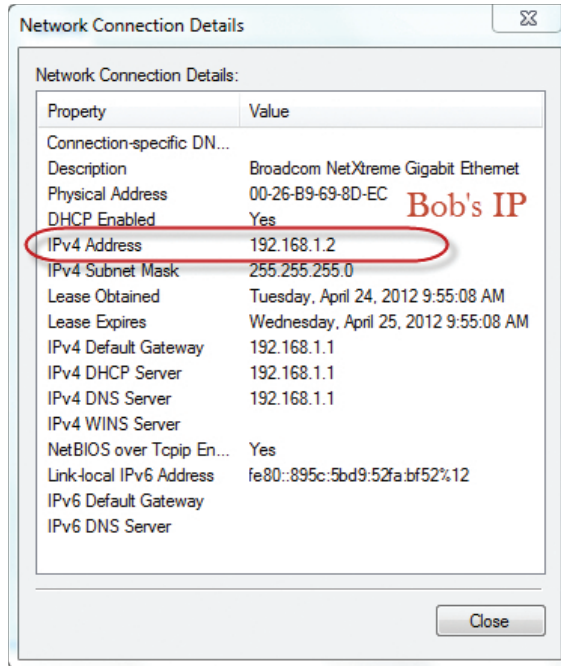 Network Connection Details
Network Connection Details:
Property Value
Connection-specific DN...
Description Broadcom NetXtreme Gigabit Ethernet
Physical Address 00-26-B9-69-8D-EC
Bob's IP
DHCP Enabled Yes
IPv4 Address 192.168.1.2
IPv4 Subnet Mask 255.255.255.0
Lease Obtained Tuesday, April 24, 2012 9:55:08 AM
Lease Expires Wednesday, April 25, 2012 9:55:08 AM
IPv4 Default Gateway 192.168.1.1
IPv4 DHCP Server 192.168.1.1
IPv4 DNS Server 192.168.1.1
IPv4 WINS Server
NetBIOS over Tcpip En... Yes
Link-local IPv6 Address fe80::895c:5bd9:52fa:bf52%12
IPv6 Default Gateway
IPv6 DNS Server
Close